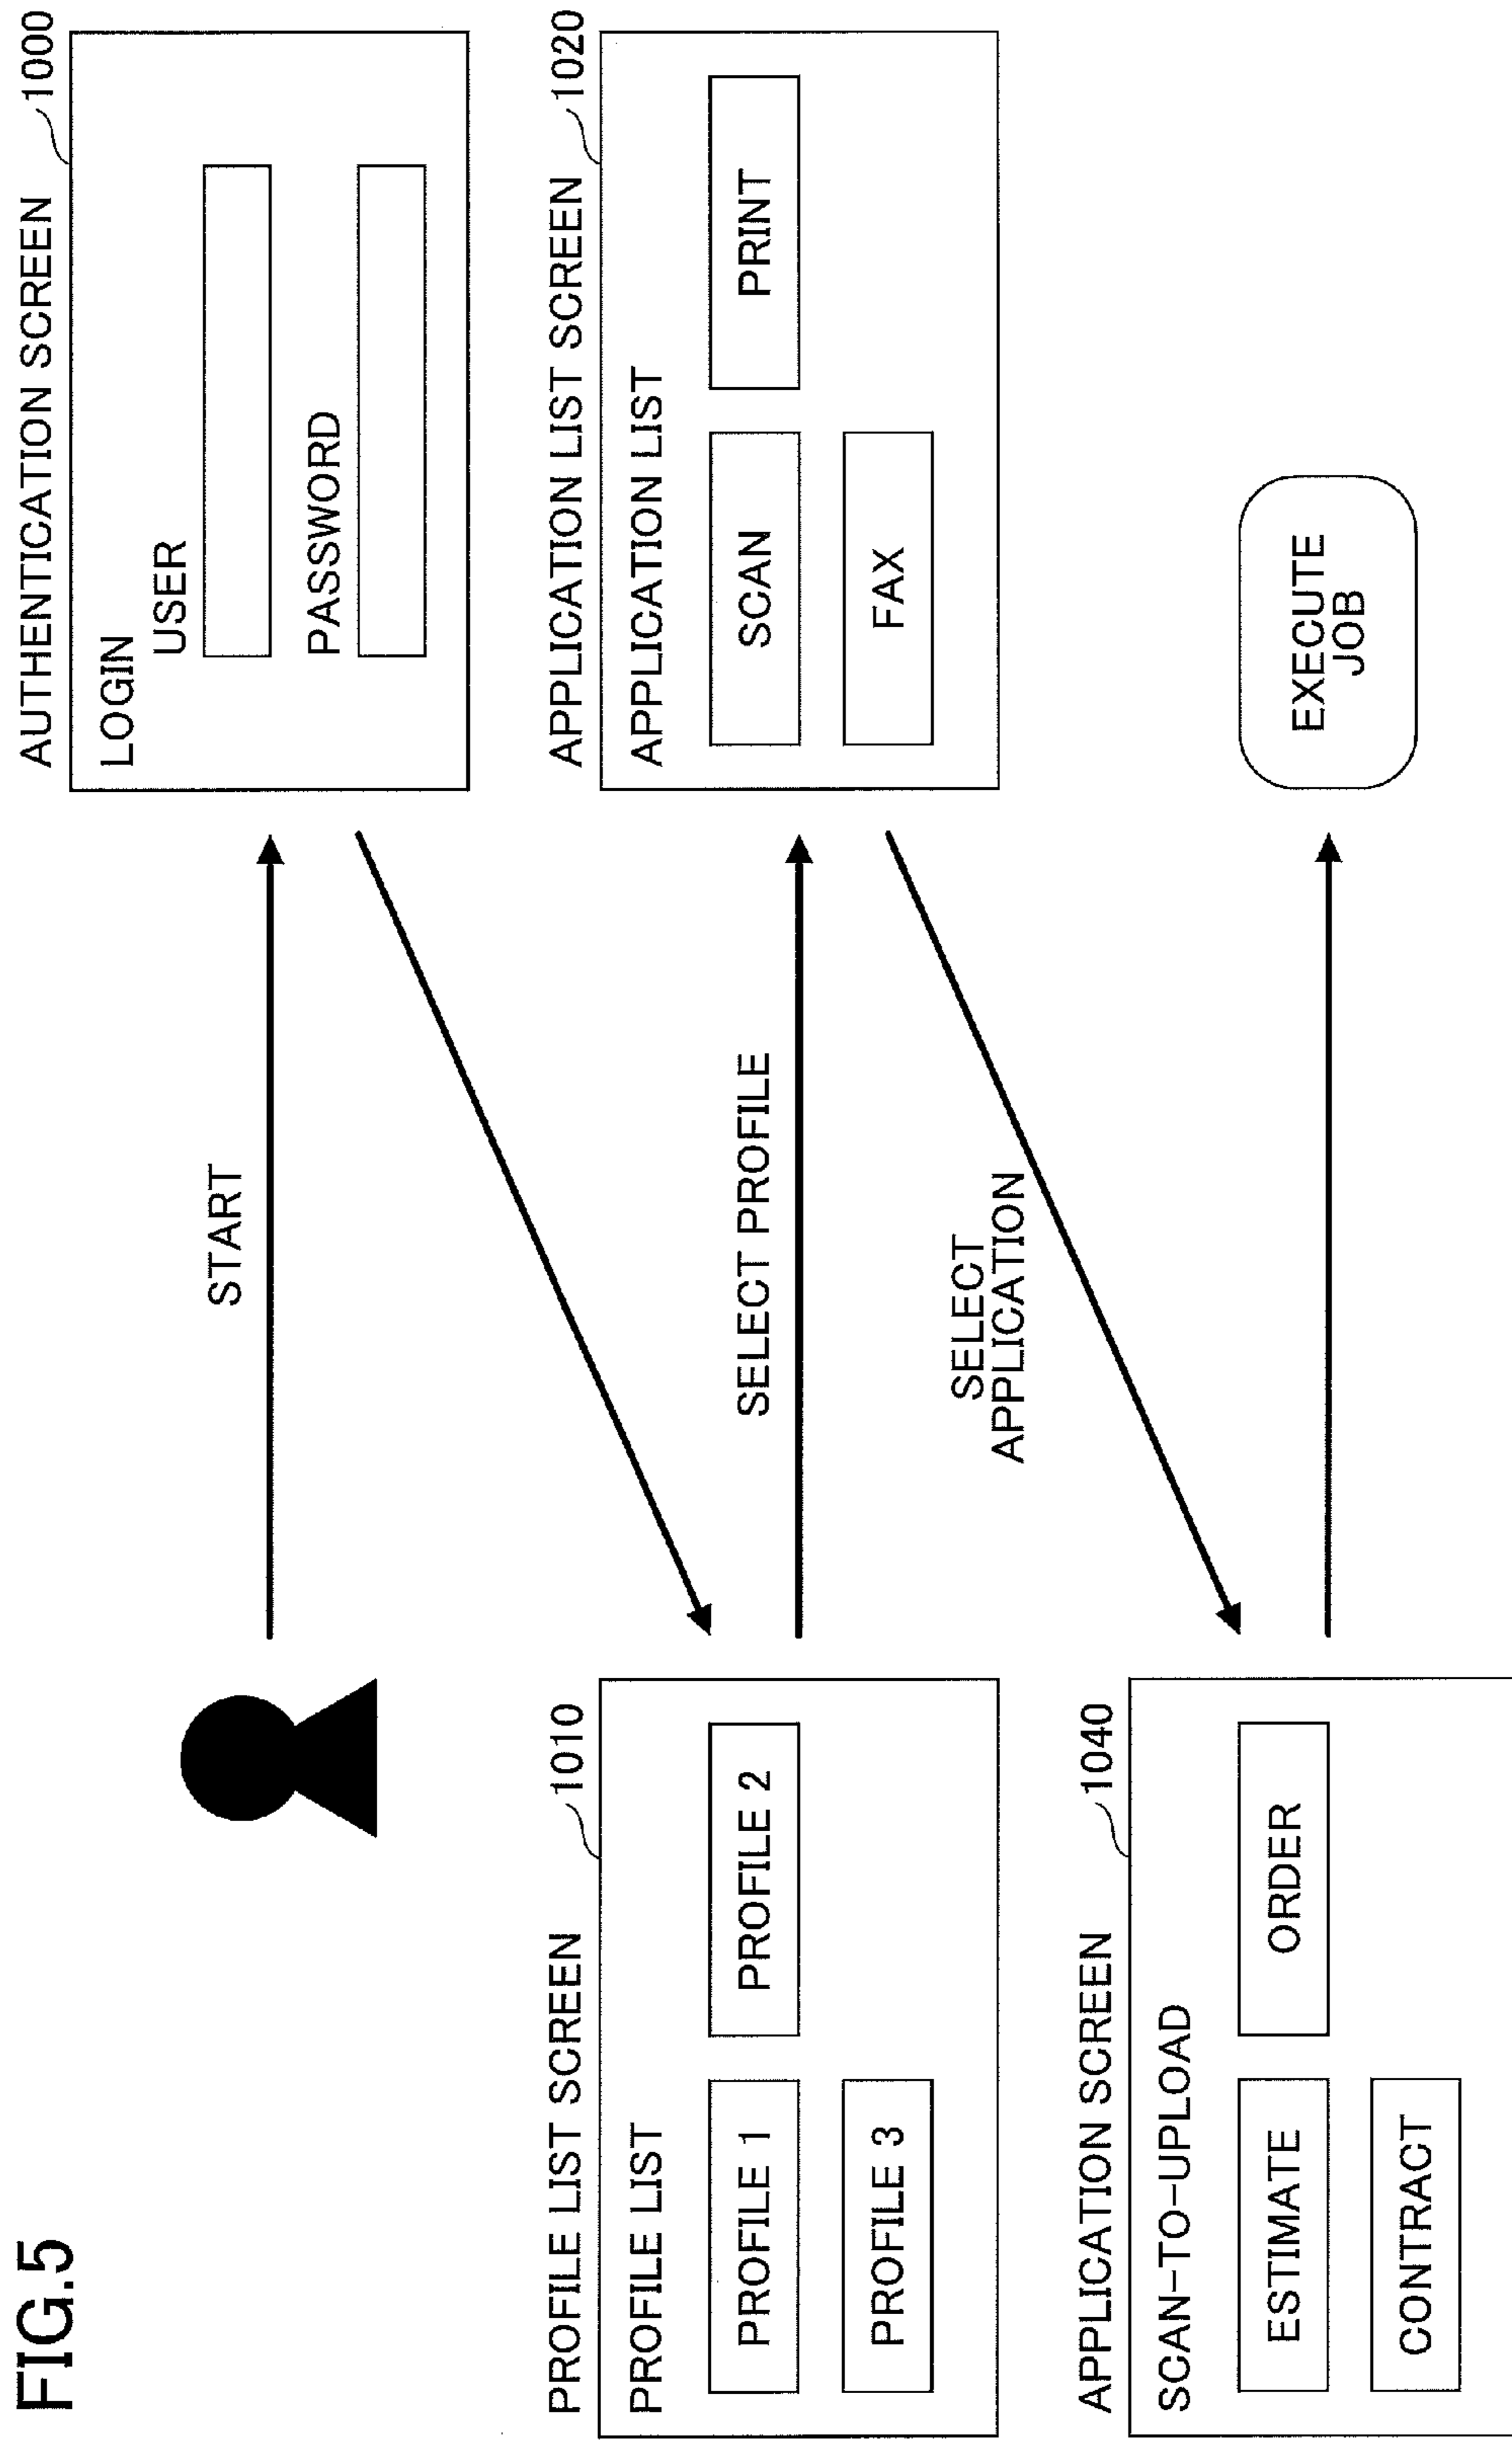 FIG.5
START
AUTHENTICATION SCREEN
1000
LOGIN
USER
PASSWORD
PROFILE LIST SCREEN
1010
PROFILE LIST
PROFILE 1
PROFILE 2
PROFILE 3
SELECT PROFILE
APPLICATION LIST SCREEN
1020
APPLICATION LIST
SCAN
PRINT
FAX
SELECT
APPLICATION
APPLICATION SCREEN
1040
SCAN-TO-UPLOAD
ESTIMATE
ORDER
CONTRACT
EXECUTE
JOB